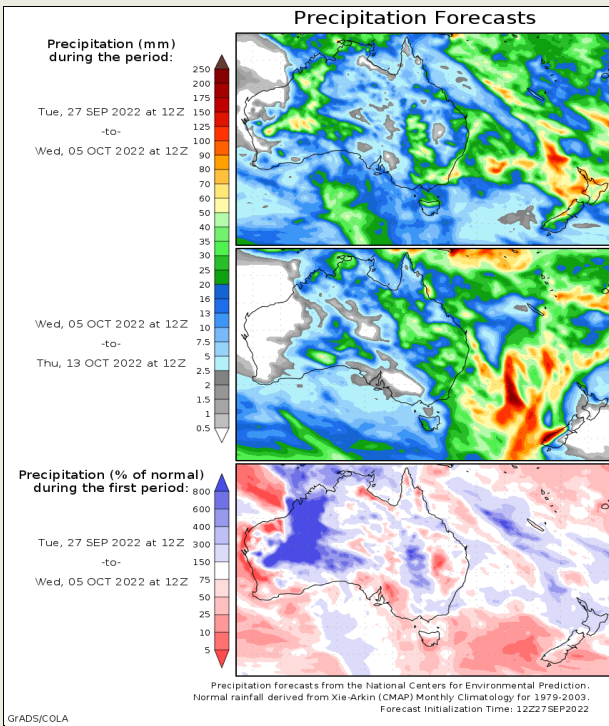 Precipitation Forecasts
Precipitation (mm)
during the period:
250
200
175
150
125
100
90
80
70
60
50
40
35
30
25
20
16
13
10
7.5
5
2.5
2
1.5
1
0.5
Tue, 27 SEP 2022 at 12Z
-to-
Wed, 05 OCT 2022 at 12Z
Wed, 05 OCT 2022 at 12Z
-to-
Thu, 13 OCT 2022 at 12Z
Precipitation (% of normal)
during the first period:
800
600
400
300
150
75
50
25
10
5
Tue, 27 SEP 2022 at 12Z
-to-
Wed, 05 OCT 2022 at 12Z
Precipitation forecasts from the National Centers for Environmental Prediction.
Normal rainfall derived from Xie-Arkin (CMAP) Monthly Climatology for 1979-2003.
Forecast Initialization Time: 12Z27SEP2022
GrADS/COLA